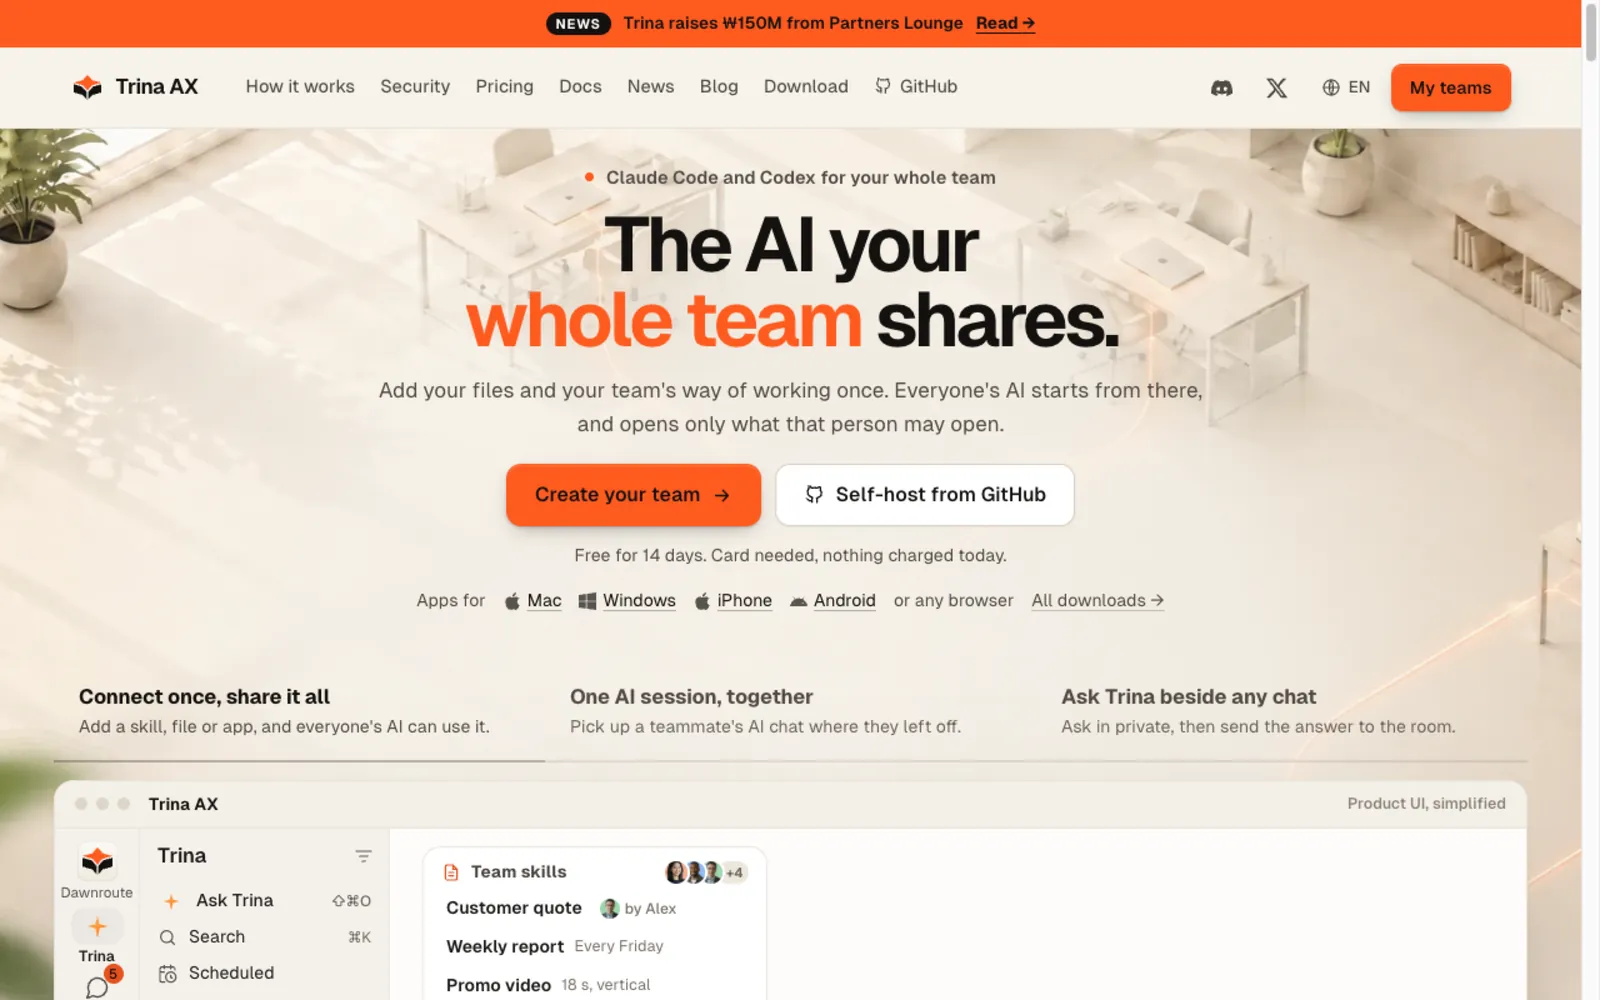 NEWS Trina raises ₩150M from Partners Lounge Read →
Trina AX How it works Security Pricing Docs News Blog Download GitHub EN My teams
Claude Code and Codex for your whole team
The AI your
whole team shares.
Add your files and your team's way of working once. Everyone's AI starts from there,
and opens only what that person may open.
Create your team → Self-host from GitHub
Free for 14 days. Card needed, nothing charged today.
Apps for Mac Windows iPhone Android or any browser All downloads →
Connect once, share it all
Add a skill, file or app, and everyone's AI can use it.
One AI session, together
Pick up a teammate's AI chat where they left off.
Ask Trina beside any chat
Ask in private, then send the answer to the room.
Trina AX Product UI, simplified
Dawnroute
Trina
5
Trina
Ask Trina ⇧⌘O
Search ⌘K
Scheduled
Team skills +4
Customer quote by Alex
Weekly report Every Friday
Promo video 18 s, vertical